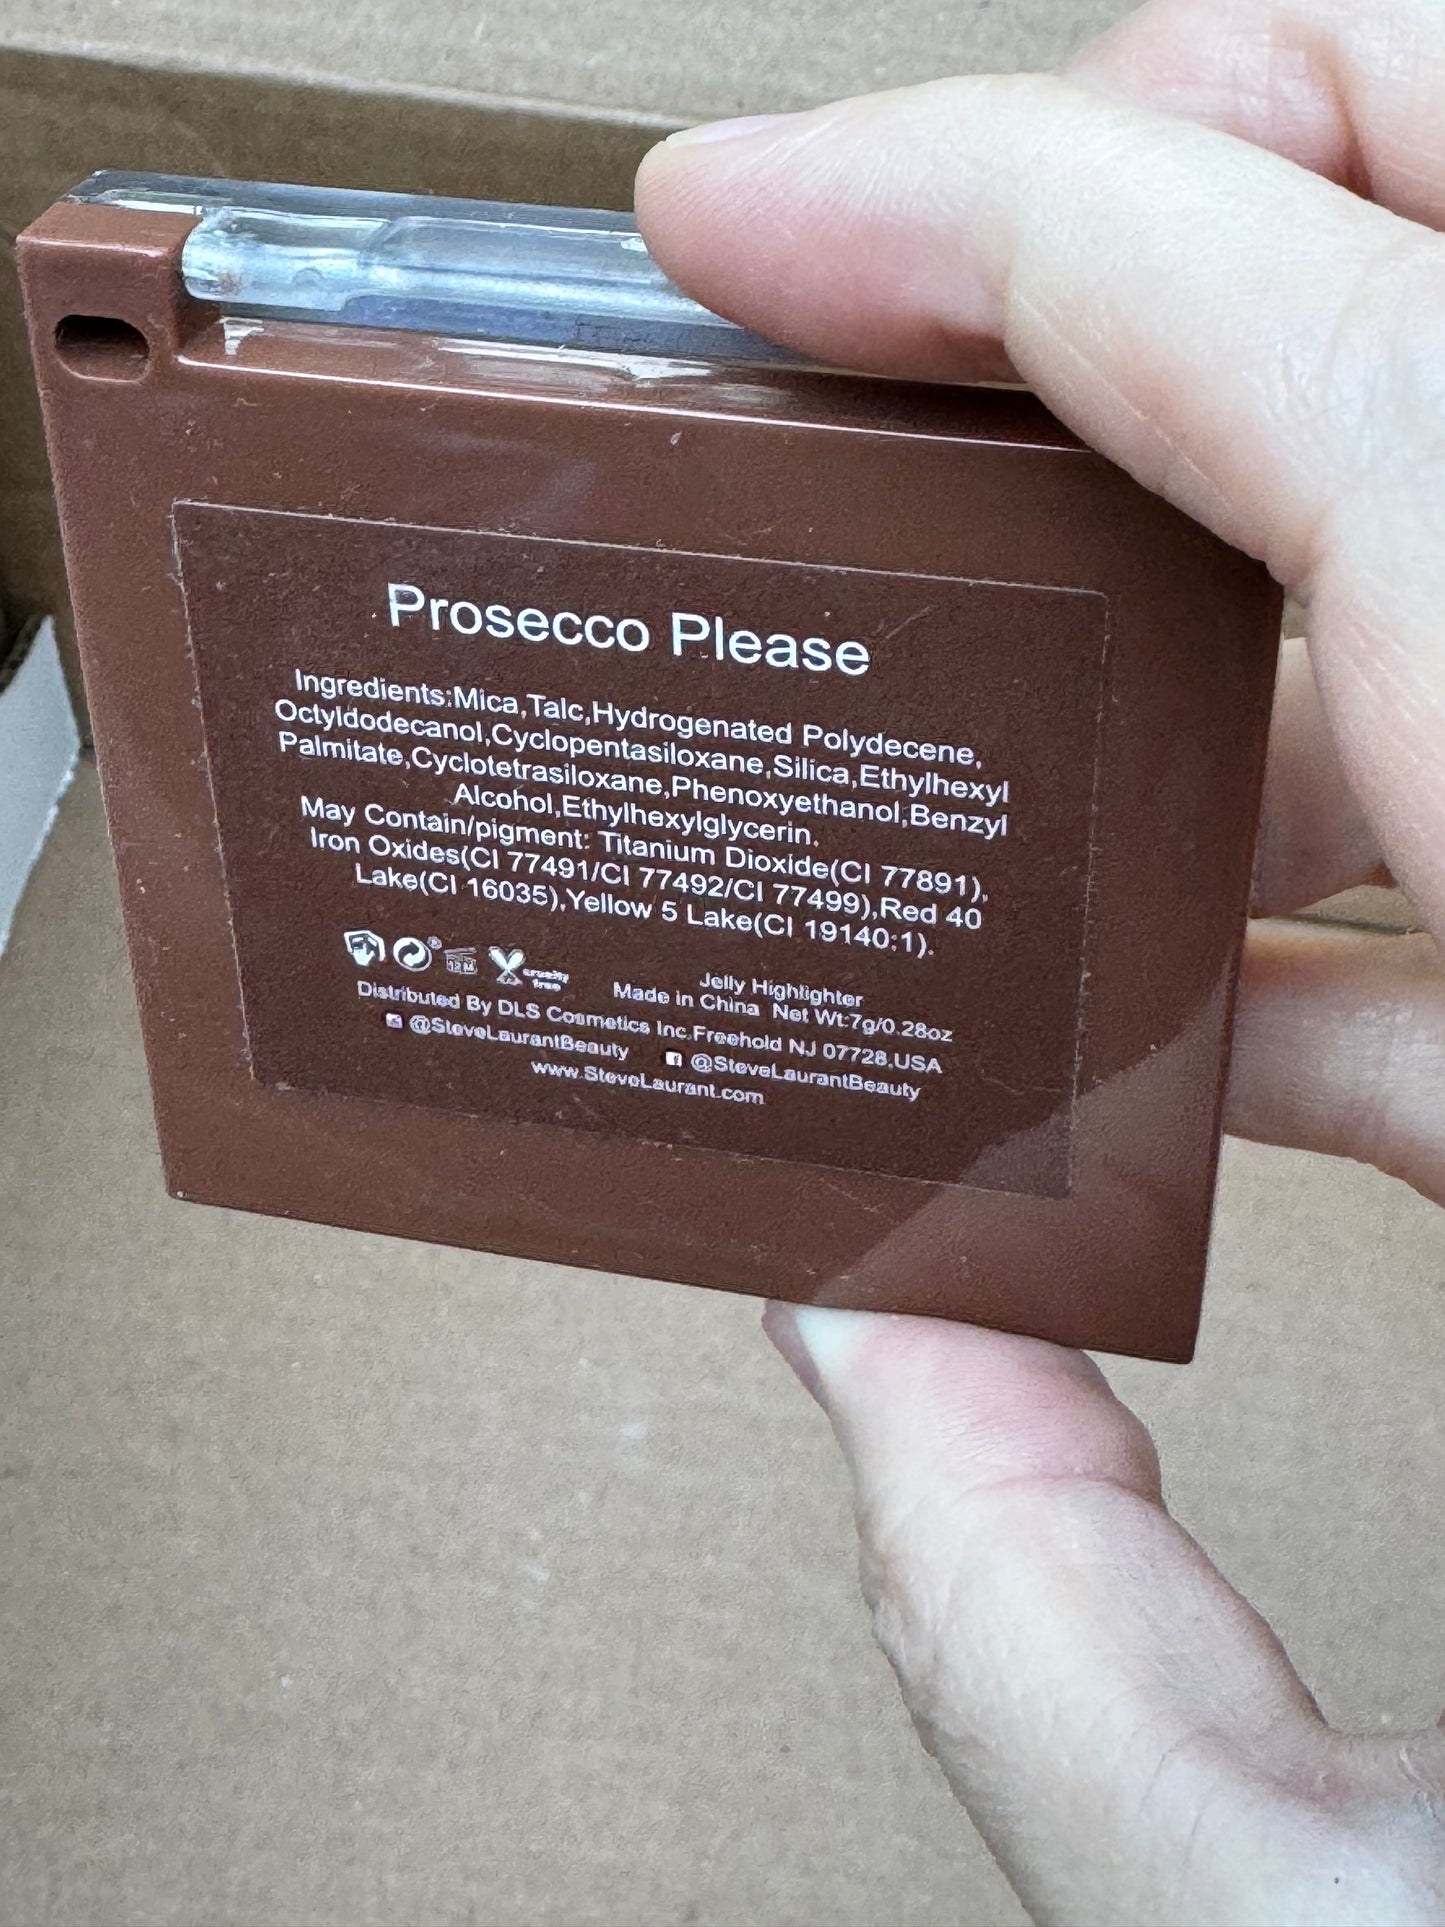 Prosecco Please
Ingredients:Mica,Talc,Hydrogenated Polydecene,
Octyldodecanol,Cyclopentasiloxane,Silica,Ethylhexyl
Palmitate,Cyclotetrasiloxane,Phenoxyethanol,Benzyl
Alcohol,Ethylhexylglycerin.
May Contain/pigment: Titanium Dioxide(CI 77891),
Iron Oxides(CI 77491/CI 77492/CI 77499),Red 40
Lake(CI 16035),Yellow 5 Lake(CI 19140:1).
® 12 M cruelty
free
Jelly Highlighter
Made in China Net Wt:7g/0.28oz
Distributed By DLS Cosmetics Inc.Freehold NJ 07728,USA
@SteveLaurantBeauty f @SteveLaurantBeauty
www.SteveLaurant.com